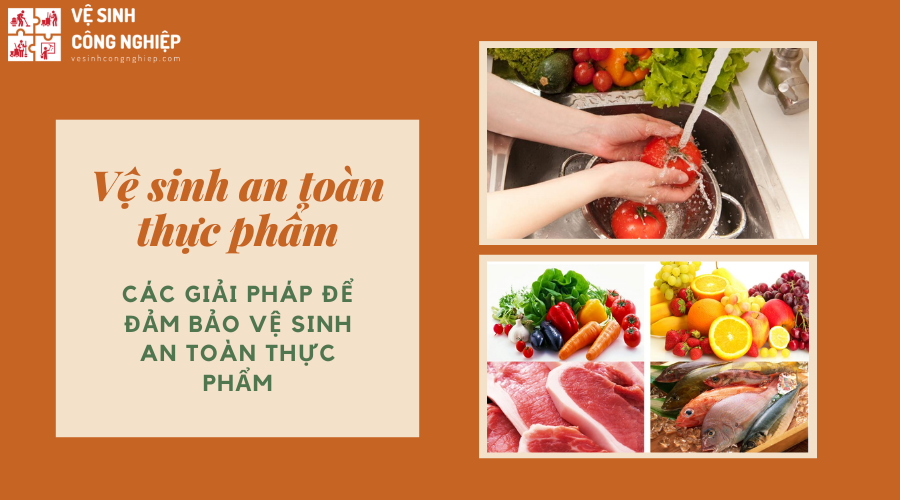 VỆ SINH
CÔNG NGHIỆP
vesinhcongnghiep.com
Vệ sinh an toàn
thực phẩm
CÁC GIẢI PHÁP ĐỂ
ĐẢM BẢO VỆ SINH
AN TOÀN THỰC
PHẨM